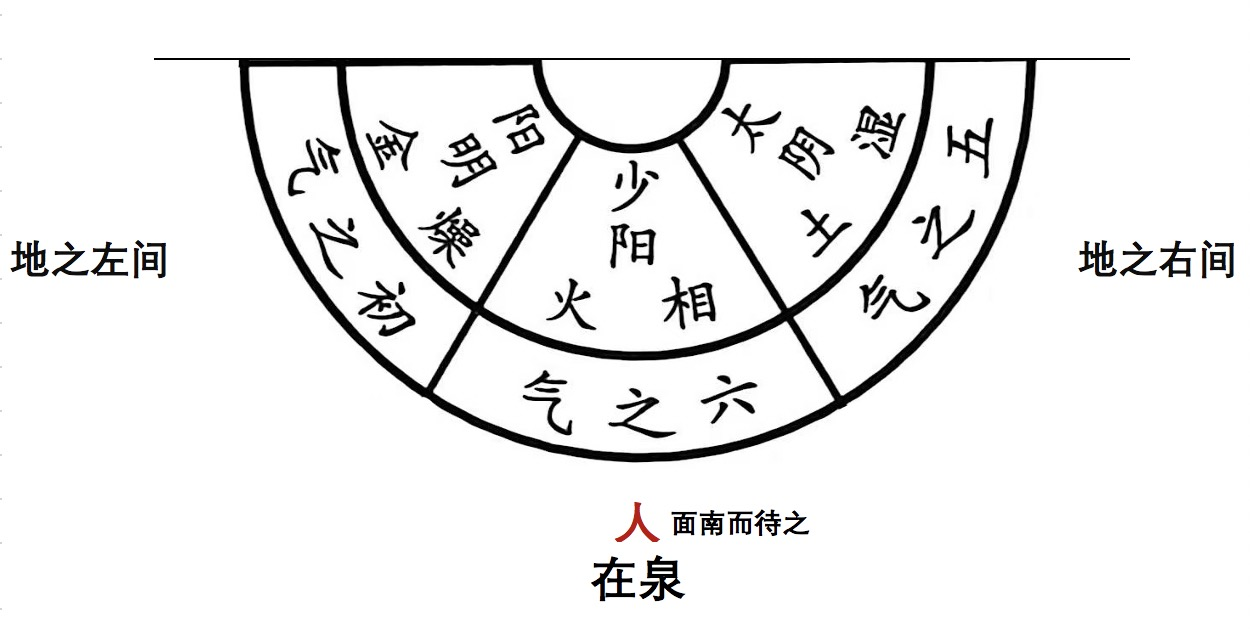 地之左间
初之气
阳明燥金
少阳相火
六之气
太阴湿土
五之气
地之右间
人 面南而待之
在泉